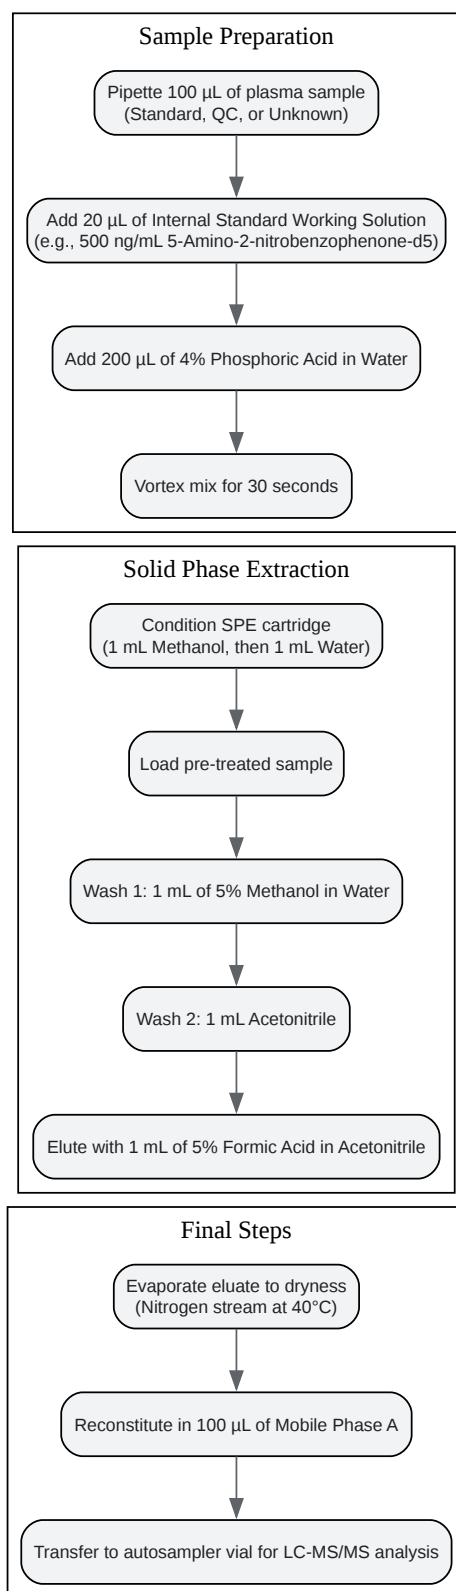 Sample Preparation
Pipette 100 µL of plasma sample
(Standard, QC, or Unknown)
Add 20 µL of Internal Standard Working Solution
(e.g., 500 ng/mL 5-Amino-2-nitrobenzophenone-d5)
Add 200 µL of 4% Phosphoric Acid in Water
Vortex mix for 30 seconds
Solid Phase Extraction
Condition SPE cartridge
(1 mL Methanol, then 1 mL Water)
Load pre-treated sample
Wash 1: 1 mL of 5% Methanol in Water
Wash 2: 1 mL Acetonitrile
Elute with 1 mL of 5% Formic Acid in Acetonitrile
Final Steps
Evaporate eluate to dryness
(Nitrogen stream at 40°C)
Reconstitute in 100 µL of Mobile Phase A
Transfer to autosampler vial for LC-MS/MS analysis